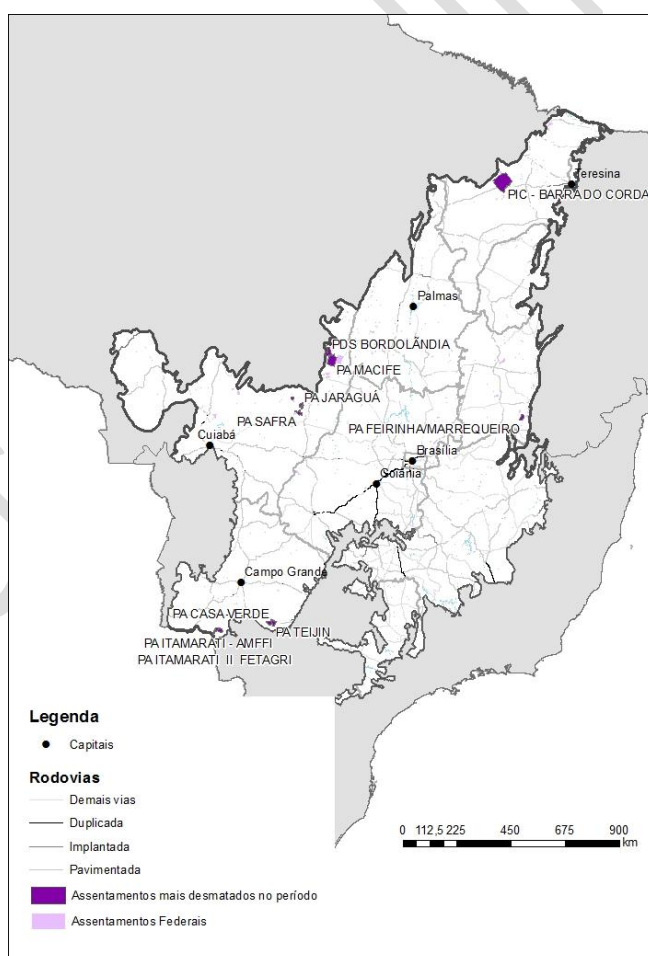 Teresina
PIC - BARRA DO CORDA
Palmas
PDS BORDOLÃNDIA
PA MACIFE
PA JARAGUÁ
PA SAFRA
PA FEIRINHA/MARREQUEIRO
Cuiabá
Brasília
Goiânia
Campo Grande
PA CASA VERDE
PA TEIJIN
PA ITAMARATI - AMFFI
PA ITAMARATI II FETAGRI
Legenda
Capitais
Rodovias
Demais vias
Duplicada
Implantada
Pavimentada
Assentamentos mais desmatados no período
Assentamentos Federais
0 112,5 225 450 675 900
km